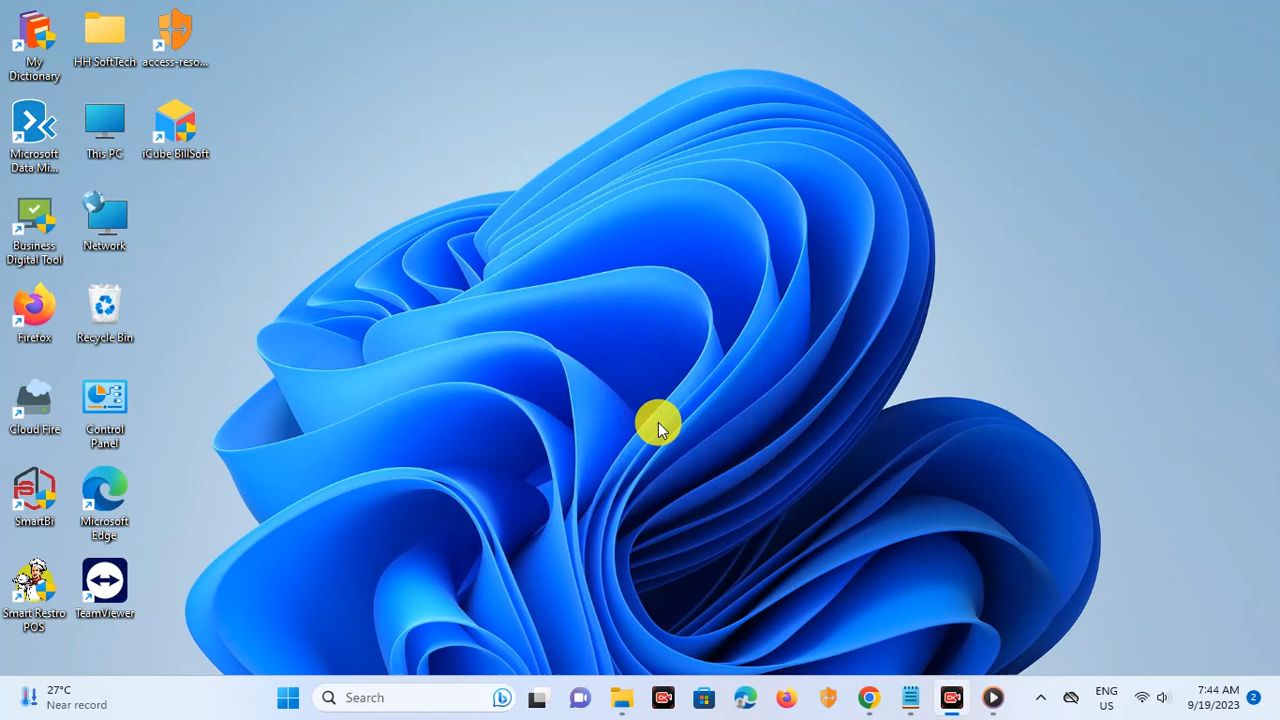 My
Dictionary
HH SoftTech
access-reso...
Microsoft
Data Mi...
This PC
iCube BillSoft
Business
Digital Tool
Network
Firefox
Recycle Bin
Cloud Fire
Control
Panel
SmartBi
Microsoft
Edge
Smart Restro
POS
TeamViewer
27°C
Near record
Search
ENG
US
7:44 AM
9/19/2023
2